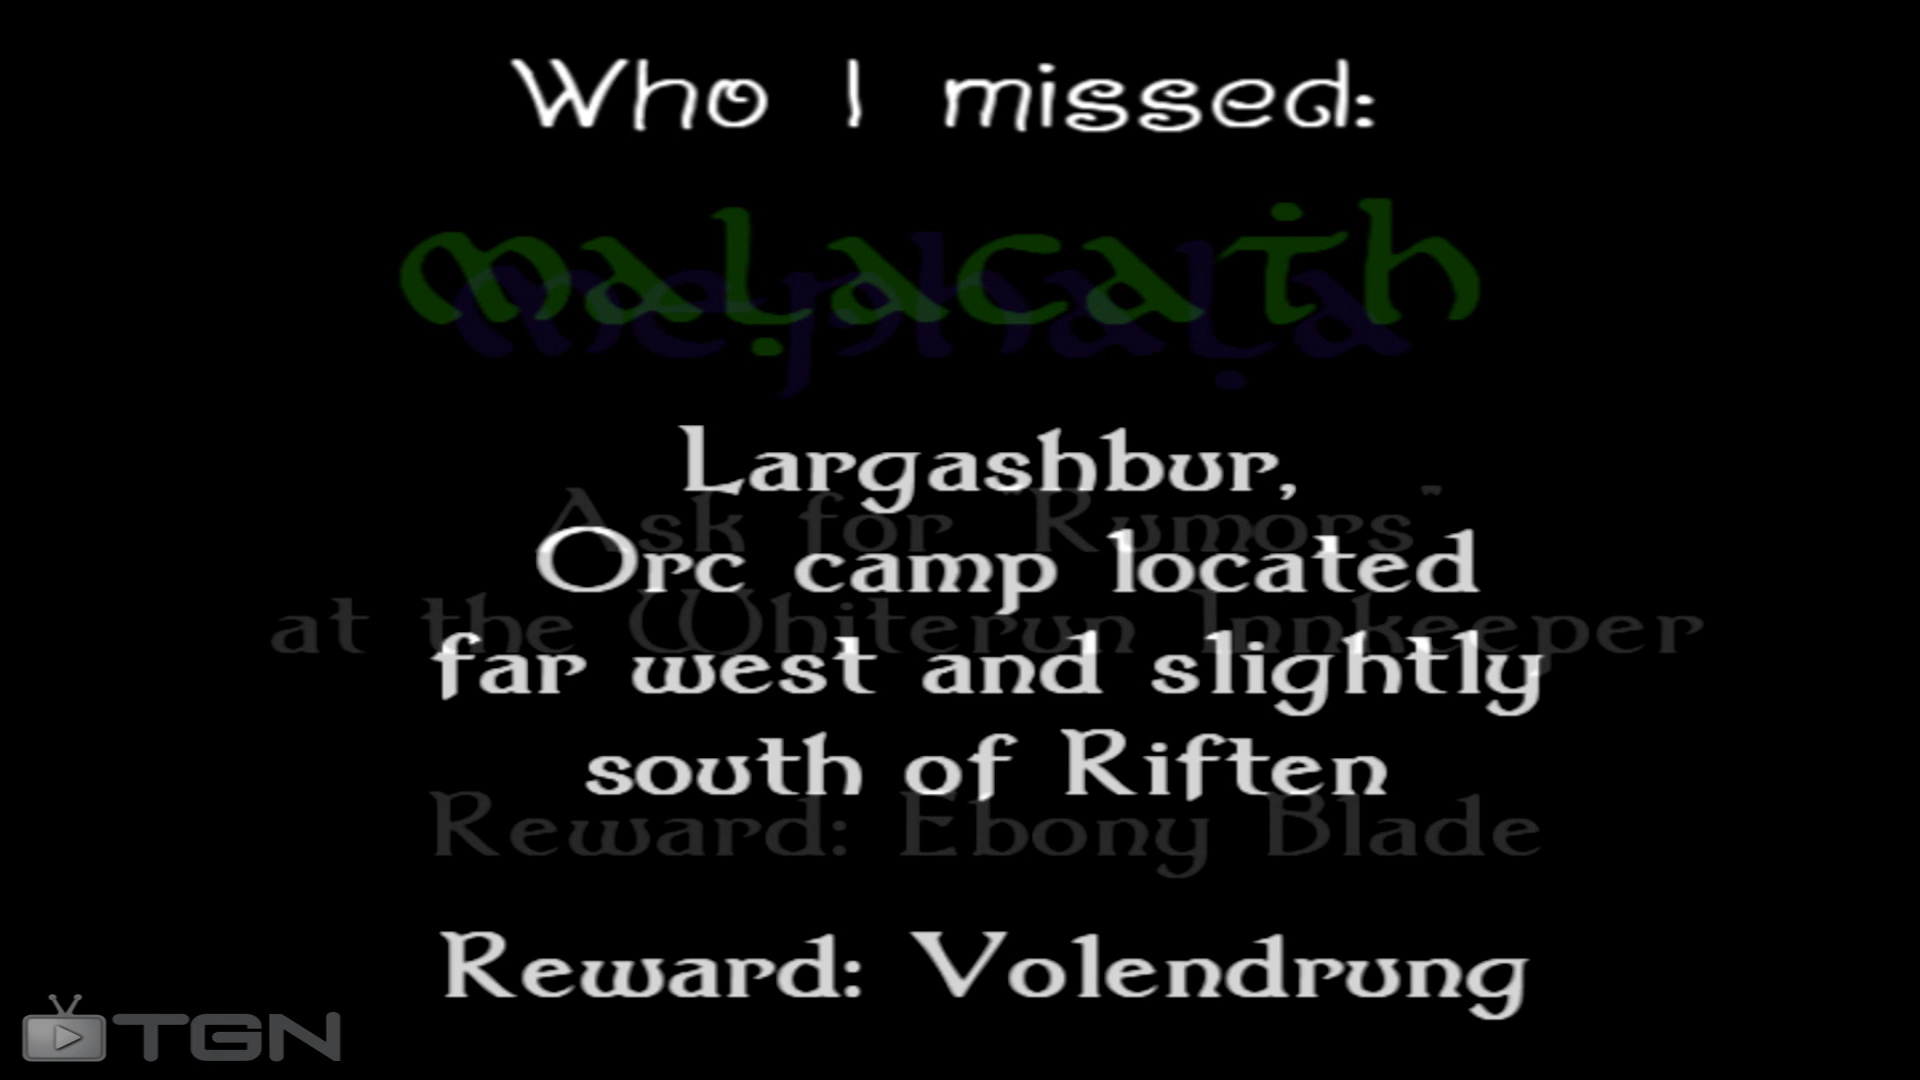 Who I missed:
Malacath
Mephala
Largashbur,
Ask for "Rumors"
Orc camp located
at the Whiterun Innkeeper
far west and slightly
south of Riften
Reward: Ebony Blade
Reward: Volendrung
TGN